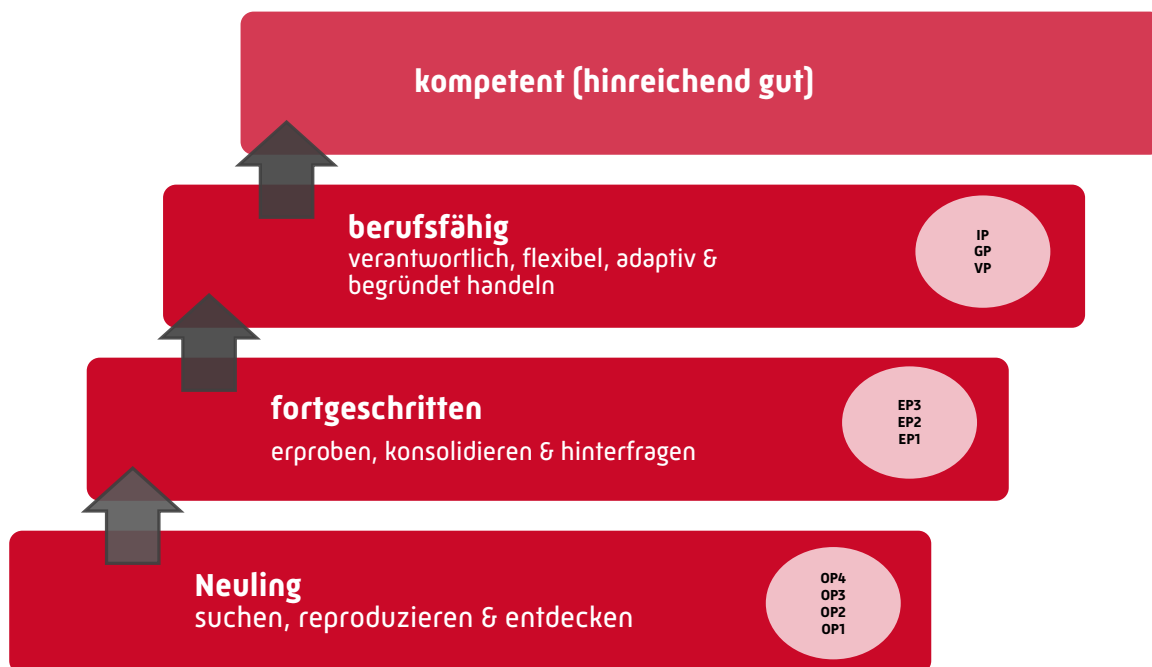 kompetent (hinreichend gut)
berufsfähig
verantwortlich, flexibel, adaptiv &
begründet handeln
IP
GP
VP
fortgeschritten
erproben, konsolidieren & hinterfragen
EP3
EP2
EP1
Neuling
suchen, reproduzieren & entdecken
OP4
OP3
OP2
OP1